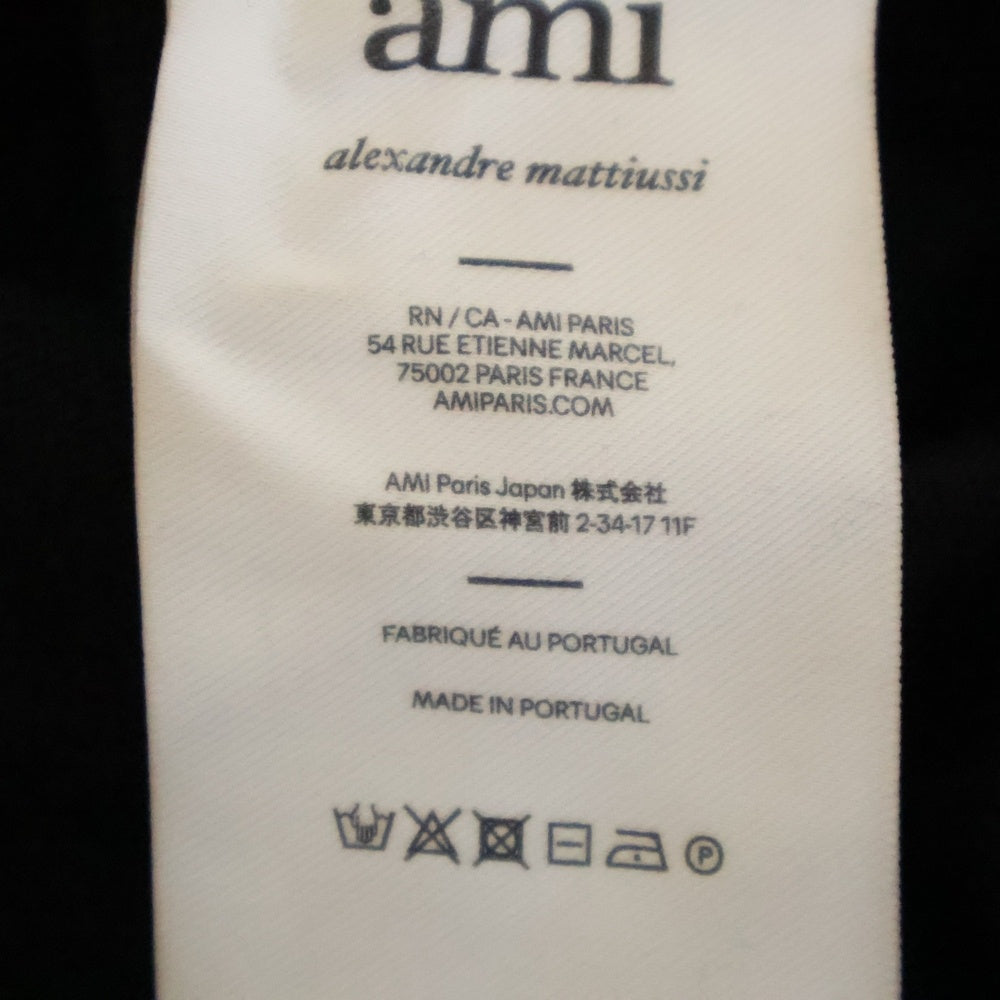 ami
alexandre mattiussi
RN / CA - AMI PARIS
54 RUE ETIENNE MARCEL,
75002 PARIS FRANCE
AMIPARIS.COM
AMI Paris Japan 株式会社
東京都渋谷区神宮前 2-34-17 11F
FABRIQUÉ AU PORTUGAL
MADE IN PORTUGAL
P